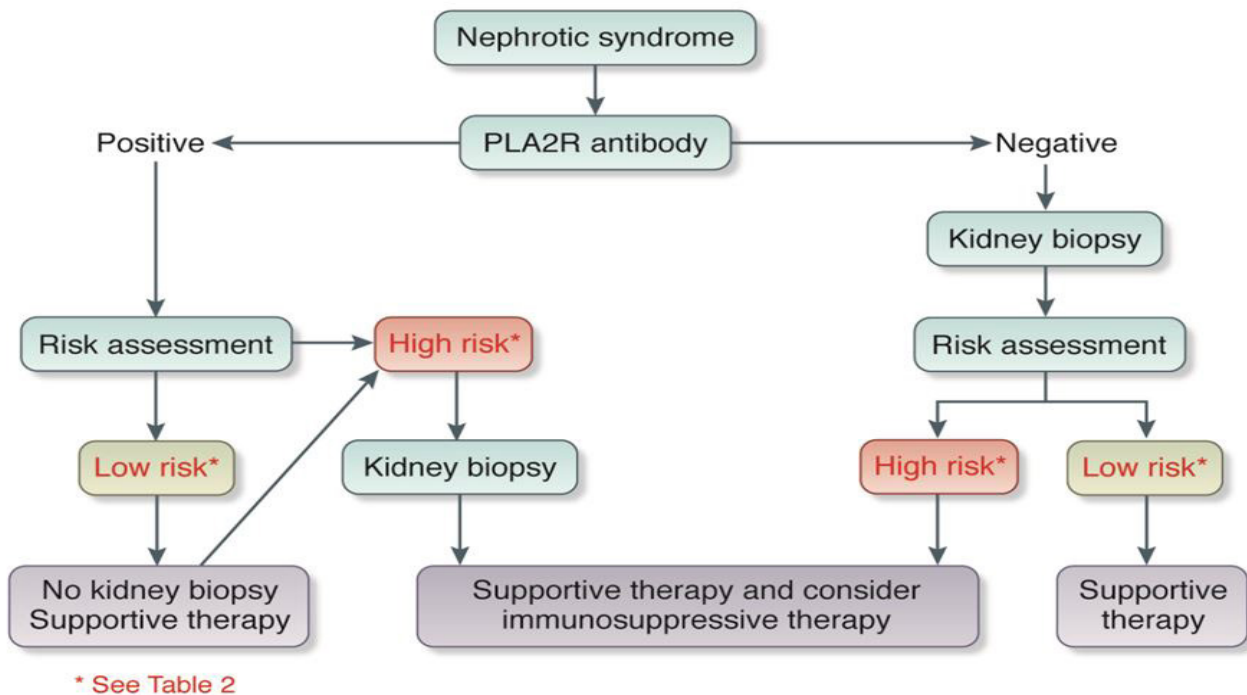 Nephrotic syndrome
Positive
PLA2R antibody
Negative
Kidney biopsy
Risk assessment
High risk*
Risk assessment
Low risk*
Kidney biopsy
High risk*
Low risk*
No kidney biopsy
Supportive therapy
Supportive therapy and consider
immunosuppressive therapy
Supportive
therapy
* See Table 2